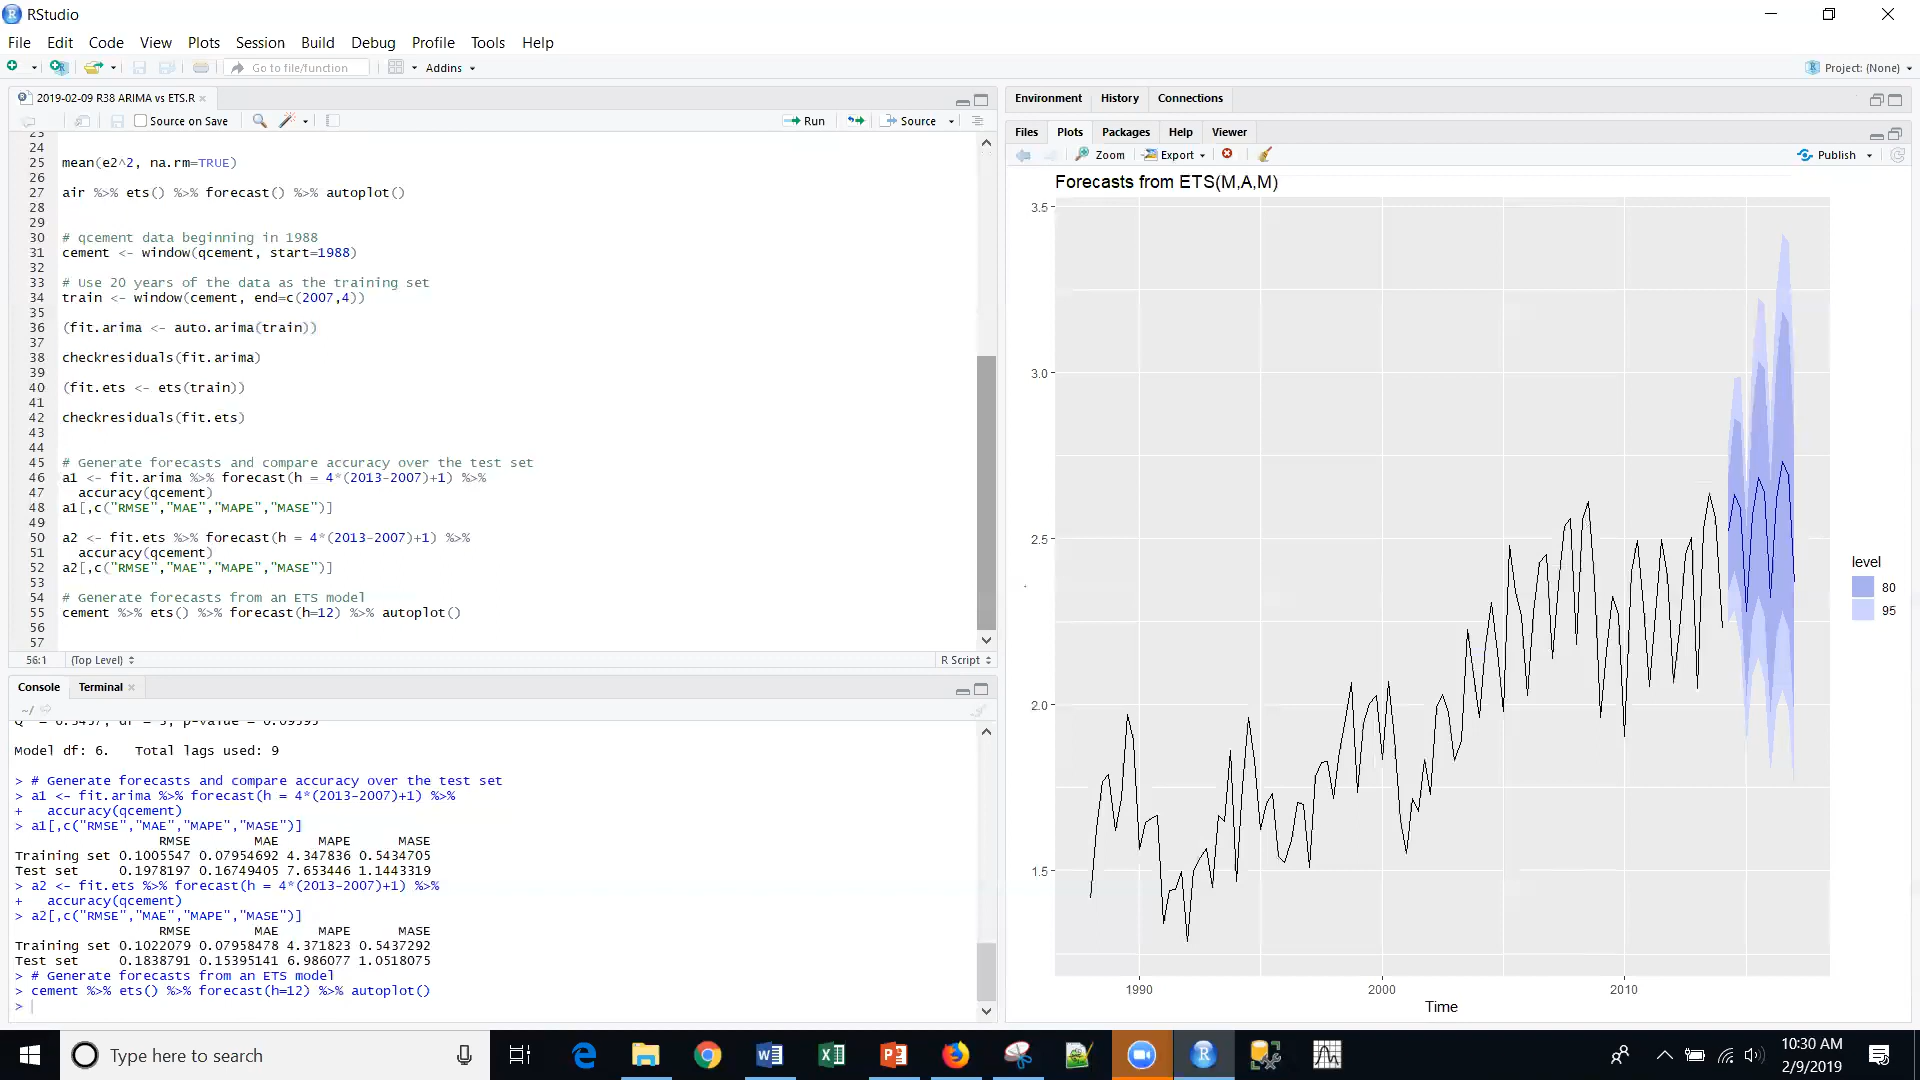 RStudio
File Edit Code View Plots Session Build Debug Profile Tools Help
Go to file/function Addins Project: (None)
2019-02-09 R38 ARIMA vs ETS.R
Source on Save Run Source
23
24
25 mean(e2^2, na.rm=TRUE)
26
27 air %>% ets() %>% forecast() %>% autoplot()
28
29
30 # qcement data beginning in 1988
31 cement <- window(qcement, start=1988)
32
33 # Use 20 years of the data as the training set
34 train <- window(cement, end=c(2007,4))
35
36 (fit.arima <- auto.arima(train))
37
38 checkresiduals(fit.arima)
39
40 (fit.ets <- ets(train))
41
42 checkresiduals(fit.ets)
43
44
45 # Generate forecasts and compare accuracy over the test set
46 a1 <- fit.arima %>% forecast(h = 4*(2013-2007)+1) %>%
47   accuracy(qcement)
48 a1[,c("RMSE","MAE","MAPE","MASE")]
49
50 a2 <- fit.ets %>% forecast(h = 4*(2013-2007)+1) %>%
51   accuracy(qcement)
52 a2[,c("RMSE","MAE","MAPE","MASE")]
53
54 # Generate forecasts from an ETS model
55 cement %>% ets() %>% forecast(h=12) %>% autoplot()
56
57
56:1 (Top Level) R Script
Console Terminal
~/
Model df: 6.   Total lags used: 9
> # Generate forecasts and compare accuracy over the test set
> a1 <- fit.arima %>% forecast(h = 4*(2013-2007)+1) %>%
+   accuracy(qcement)
> a1[,c("RMSE","MAE","MAPE","MASE")]
RMSE MAE MAPE MASE
Training set 0.1005547 0.07954692 4.347836 0.5434705
Test set 0.1978197 0.16749405 7.653446 1.1443319
> a2 <- fit.ets %>% forecast(h = 4*(2013-2007)+1) %>%
+   accuracy(qcement)
> a2[,c("RMSE","MAE","MAPE","MASE")]
RMSE MAE MAPE MASE
Training set 0.1022079 0.07958478 4.371823 0.5437292
Test set 0.1838791 0.15395141 6.986077 1.0518075
> # Generate forecasts from an ETS model
> cement %>% ets() %>% forecast(h=12) %>% autoplot()
>
Environment History Connections
Files Plots Packages Help Viewer
Zoom Export Publish
Forecasts from ETS(M,A,M)
3.5
3.0
2.5
2.0
1.5
1990 2000 2010
Time
level
80
95
Type here to search
10:30 AM
2/9/2019